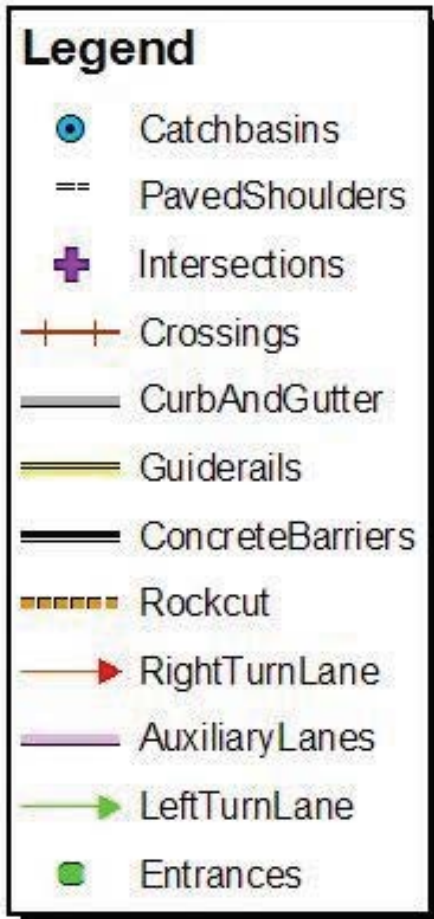 Legend
Catchbasins
PavedShoulders
Intersections
Crossings
CurbAndGutter
Guiderails
ConcreteBarriers
Rockcut
RightTurnLane
AuxiliaryLanes
LeftTurnLane
Entrances